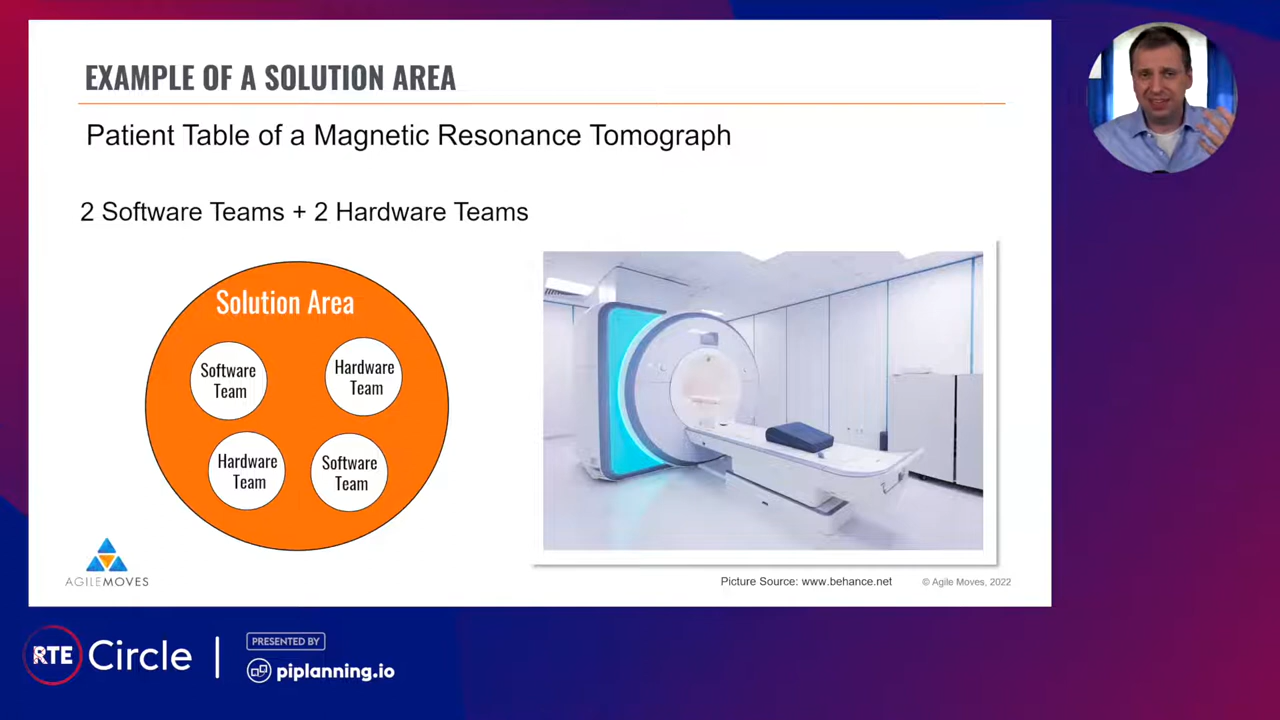 EXAMPLE OF A SOLUTION AREA
Patient Table of a Magnetic Resonance Tomograph
2 Software Teams + 2 Hardware Teams
Solution Area
Software
Team
Hardware
Team
Hardware
Team
Software
Team
AGILEMOVES
Picture Source: www.behance.net
© Agile Moves, 2022
RTE Circle
PRESENTED BY
piplanning.io